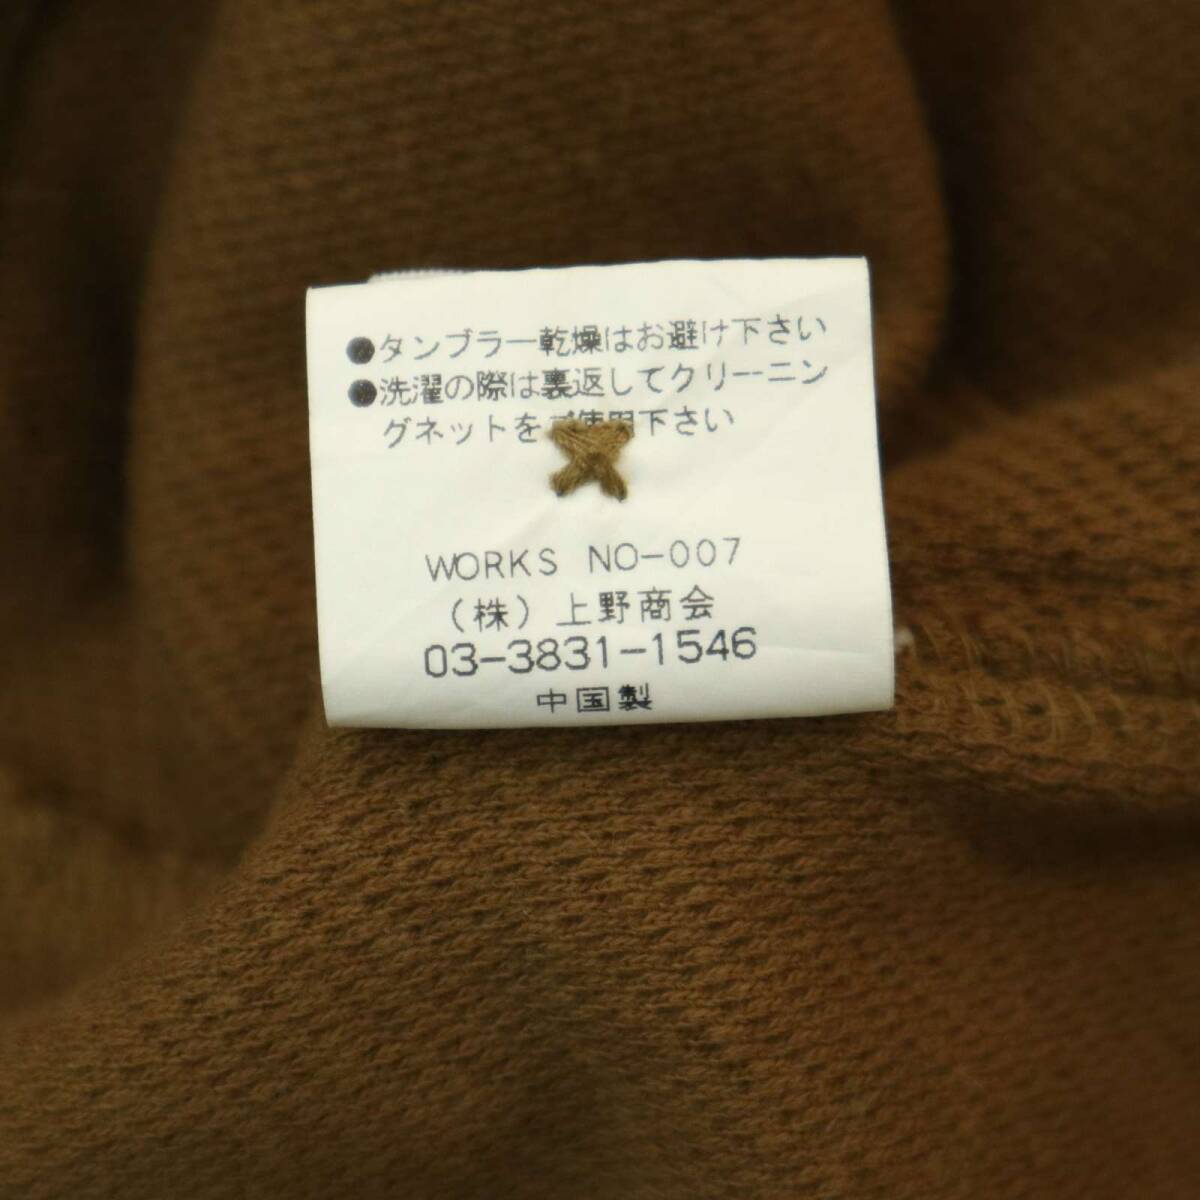 ●タンブラー乾燥はお避け下さい
●洗濯の際は裏返してクリーニン
グネットをご使用下さい
WORKS NO-007
(株)上野商会
03-3831-1546
中国製